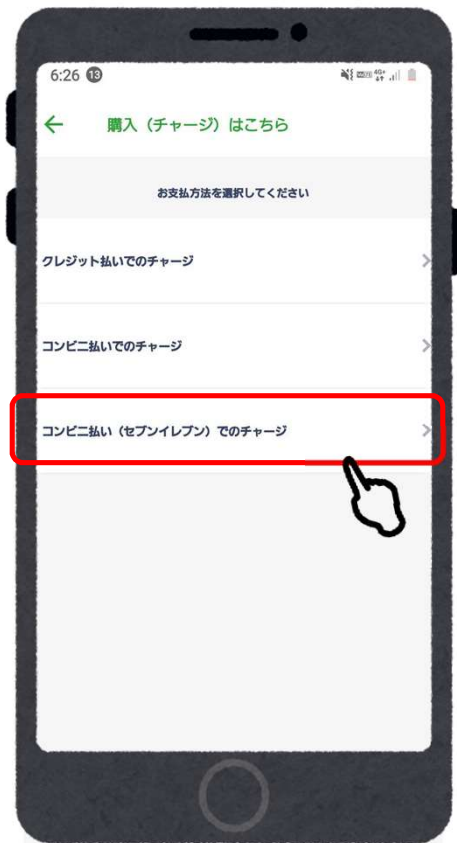 6:26 13 4G+
購入（チャージ）はこちら
お支払方法を選択してください
クレジット払いでのチャージ
コンビニ払いでのチャージ
コンビニ払い（セブンイレブン）でのチャージ